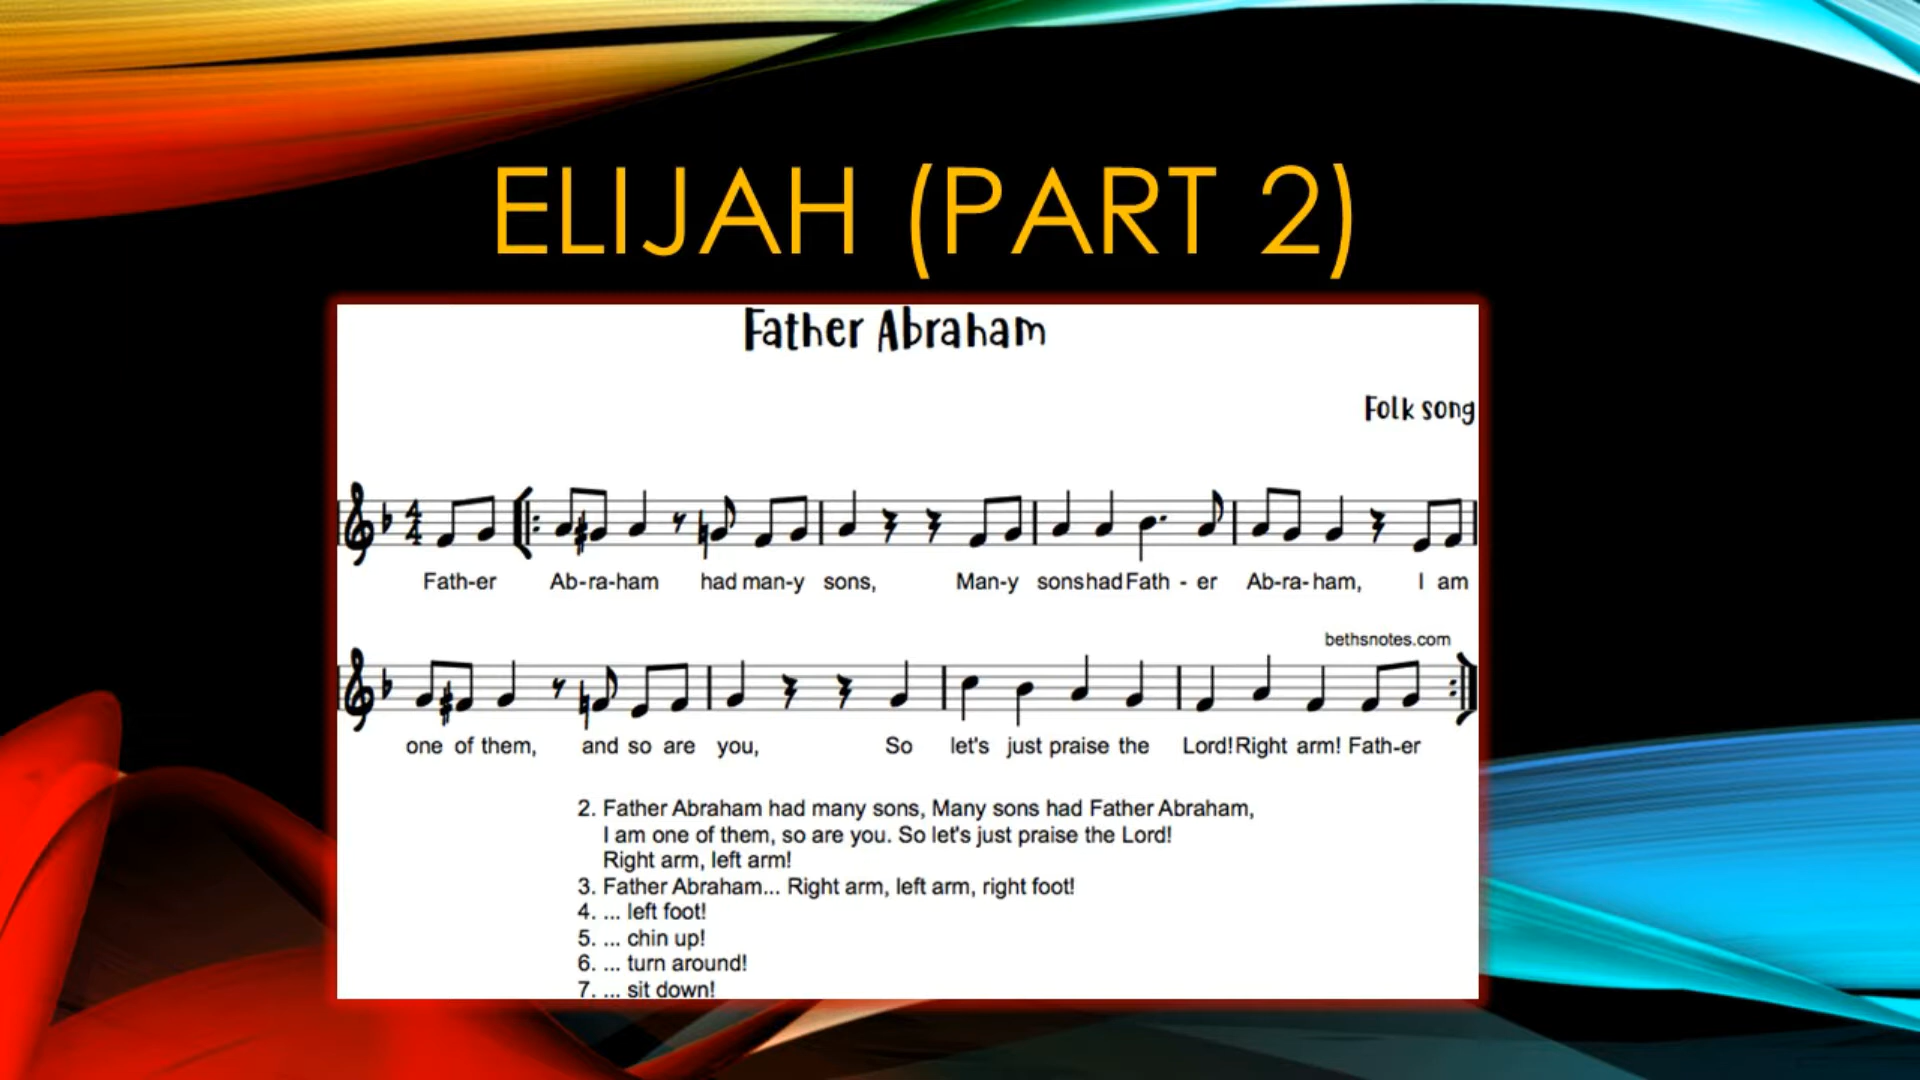 ELIJAH (PART 2)
Father Abraham
Folk song
4
4
Fath-er Ab-ra-ham had man-y sons, Man-y sons had Fath - er Ab-ra-ham, I am
bethsnotes.com
one of them, and so are you, So let's just praise the Lord! Right arm! Fath-er
2. Father Abraham had many sons, Many sons had Father Abraham,
I am one of them, so are you. So let's just praise the Lord!
Right arm, left arm!
3. Father Abraham... Right arm, left arm, right foot!
4. ... left foot!
5. ... chin up!
6. ... turn around!
7. ... sit down!